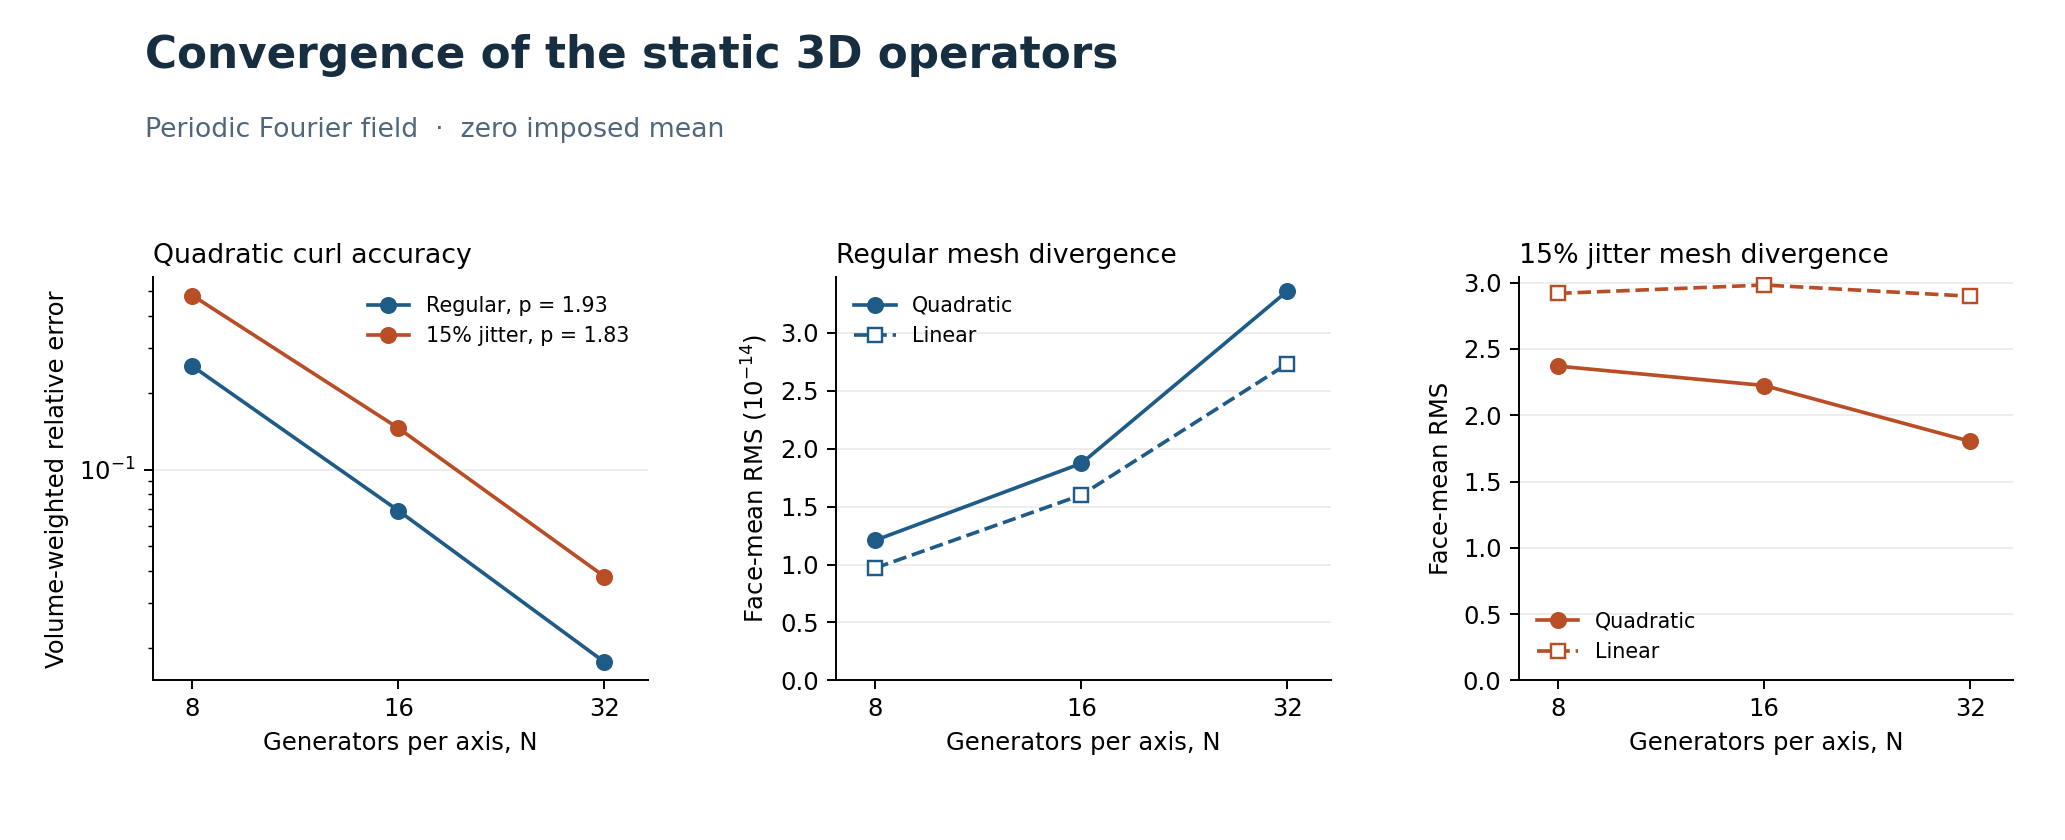 Convergence of the static 3D operators
Periodic Fourier field · zero imposed mean
Quadratic curl accuracy
Volume-weighted relative error
10⁻¹
Regular, p = 1.93
15% jitter, p = 1.83
8 16 32
Generators per axis, N
Regular mesh divergence
Face-mean RMS (10⁻¹⁴)
3.0
2.5
2.0
1.5
1.0
0.5
0.0
Quadratic
Linear
8 16 32
Generators per axis, N
15% jitter mesh divergence
Face-mean RMS
3.0
2.5
2.0
1.5
1.0
0.5
0.0
Quadratic
Linear
8 16 32
Generators per axis, N